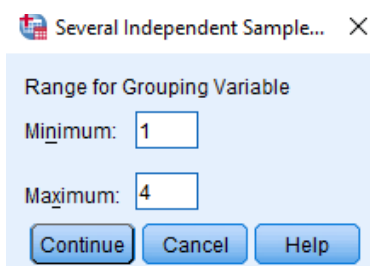 Several Independent Sample...
Range for Grouping Variable
Minimum: 1
Maximum: 4
Continue Cancel Help